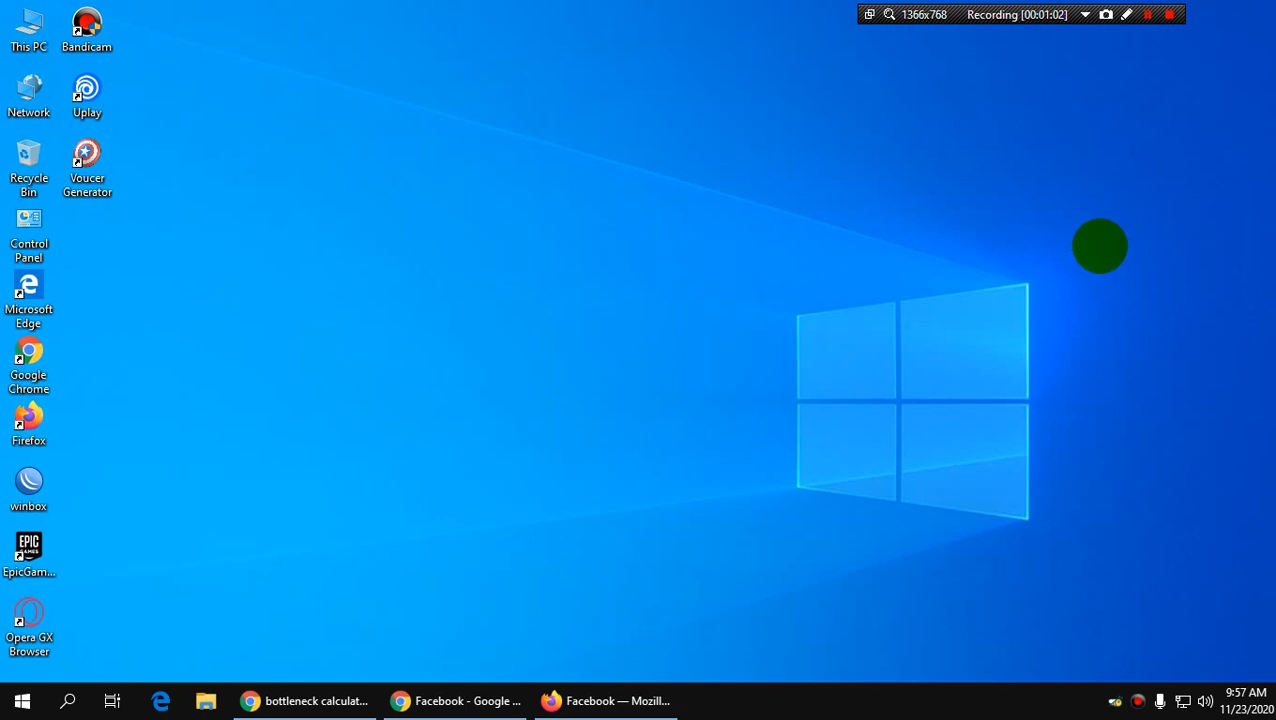 1366x768 Recording [00:01:02]
This PC
Bandicam
Network
Uplay
Recycle
Bin
Voucer
Generator
Control
Panel
Microsoft
Edge
Google
Chrome
Firefox
winbox
EPIC
GAMES
EpicGam...
Opera GX
Browser
bottleneck calculat...
Facebook - Google ...
Facebook — Mozill...
9:57 AM
11/23/2020